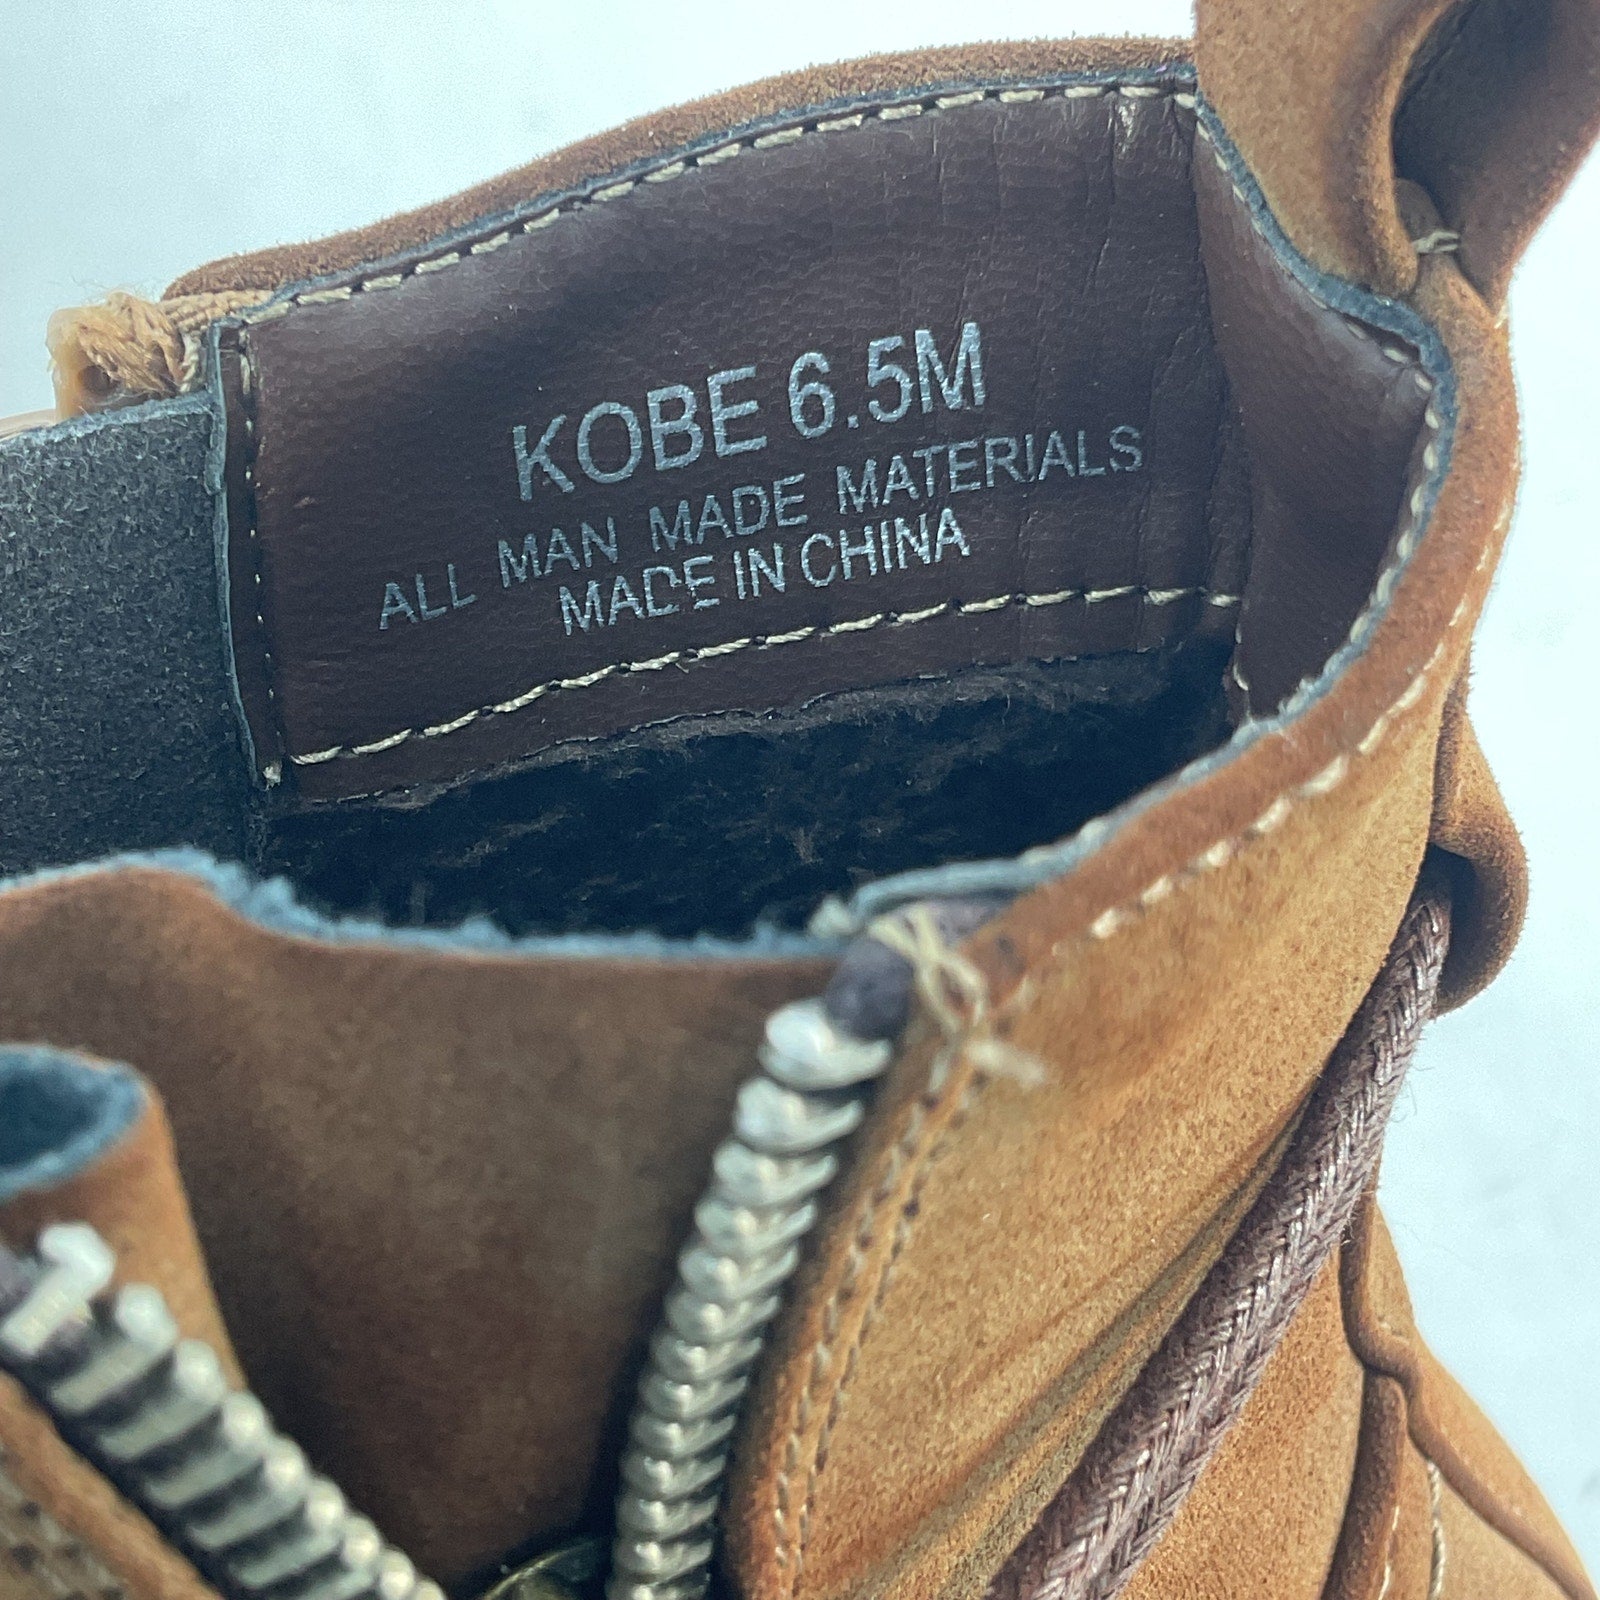 KOBE 6.5M
ALL MAN MADE MATERIALS
MADE IN CHINA